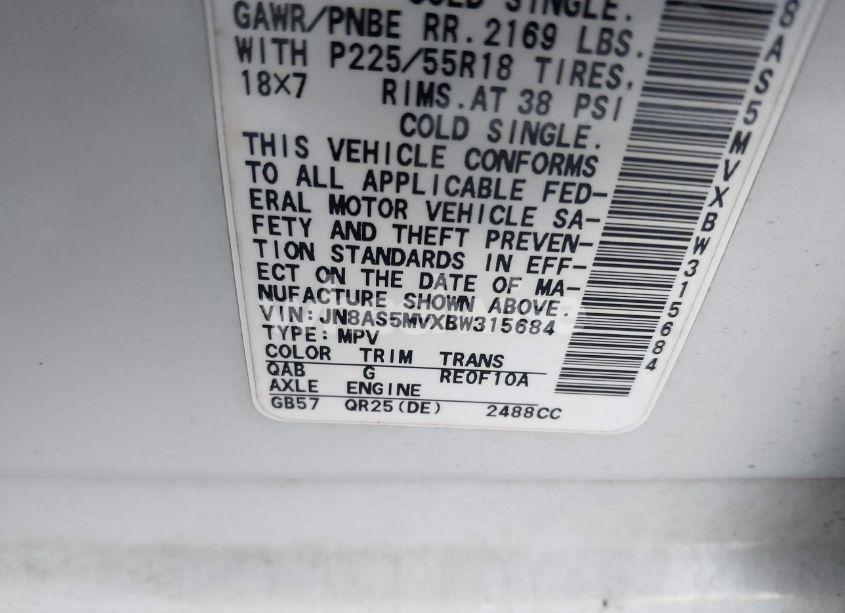 COLD SINGLE.
GAWR/PNBE RR.2169 LBS.
WITH P225/55R18 TIRES,
18X7 RIMS.AT 38 PSI
COLD SINGLE.
THIS VEHICLE CONFORMS
TO ALL APPLICABLE FED-
ERAL MOTOR VEHICLE SA-
FETY AND THEFT PREVEN-
TION STANDARDS IN EFF-
ECT ON THE DATE OF MA-
NUFACTURE SHOWN ABOVE.
VIN:JN8AS5MVXBW315684
TYPE:MPV
COLOR TRIM TRANS
QAB G RE0F10A
AXLE ENGINE
GB57 QR25(DE) 2488CC
8AS5MVXBW315684